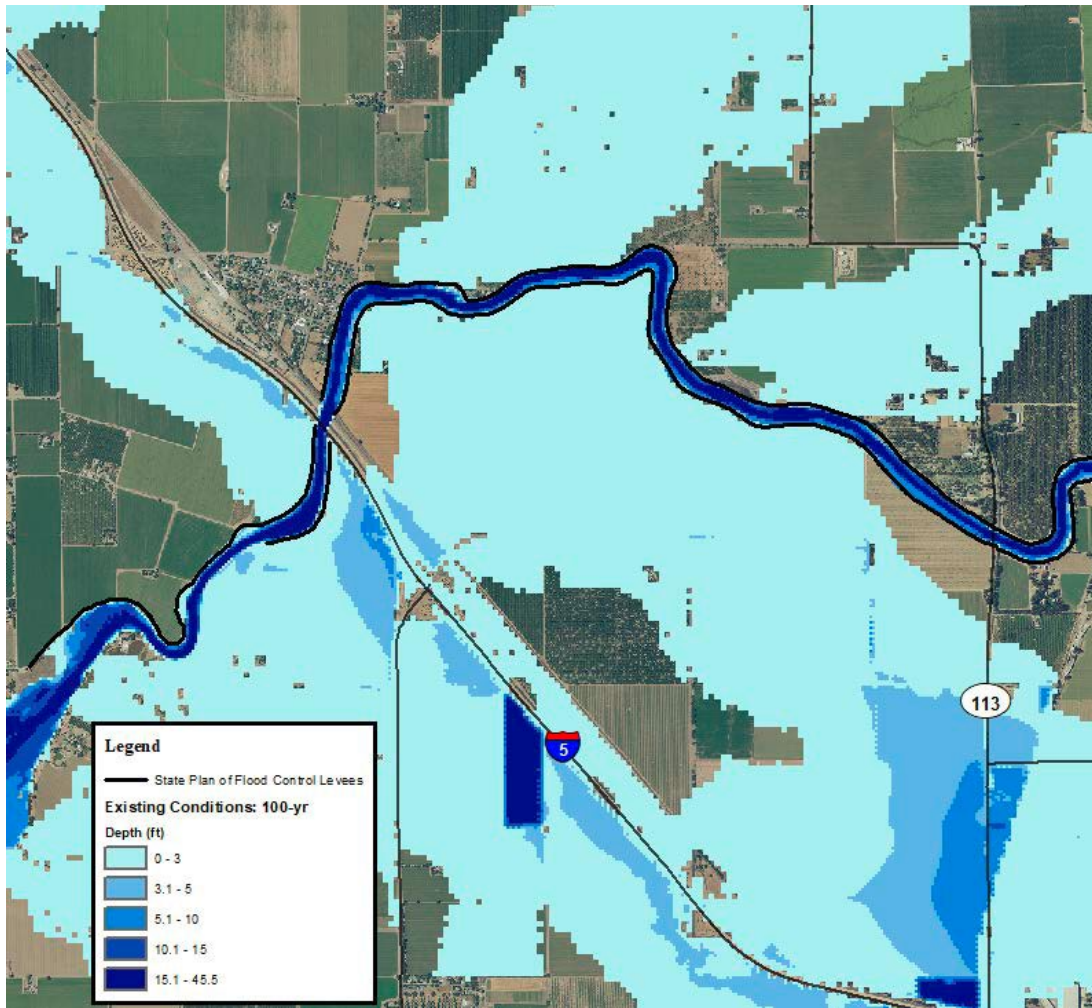 113
5
Legend
State Plan of Flood Control Levees
Existing Conditions: 100-yr
Depth (ft)
0 - 3
3.1 - 5
5.1 - 10
10.1 - 15
15.1 - 45.5